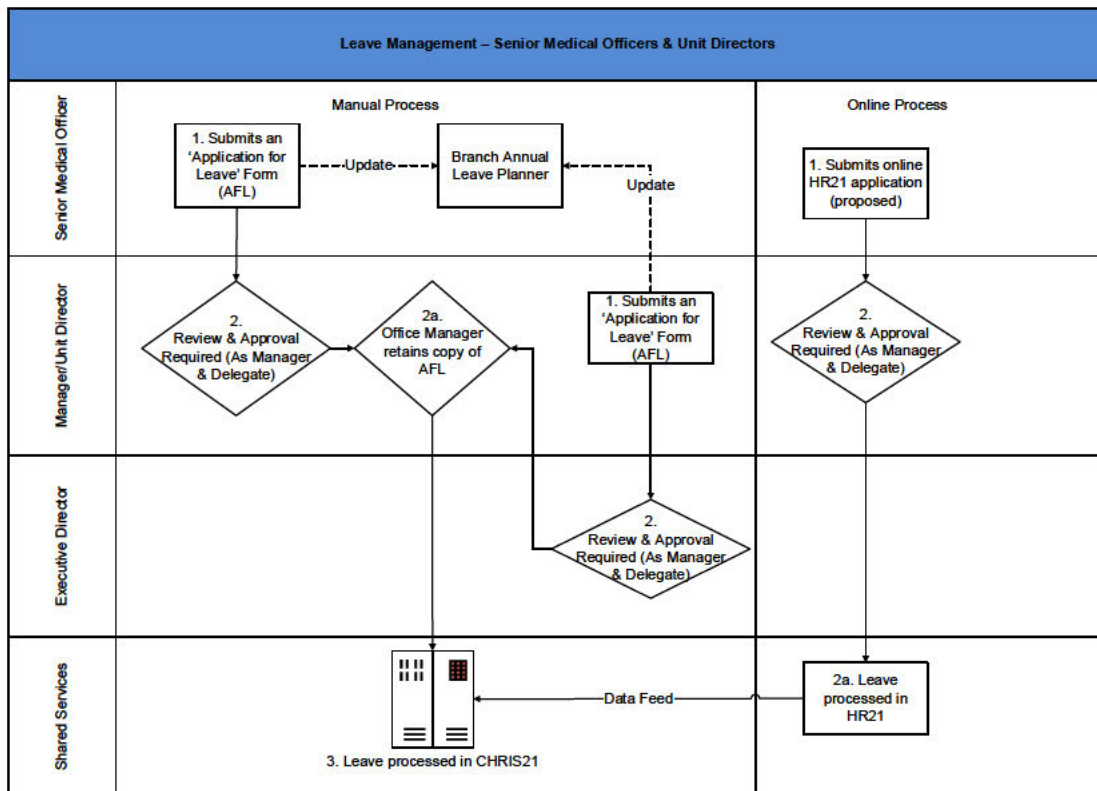 Leave Management – Senior Medical Officers & Unit Directors
Senior Medical Officer
Manual Process
Online Process
1. Submits an
‘Application for
Leave’ Form
(AFL)
Update
Branch Annual
Leave Planner
Update
1. Submits online
HR21 application
(proposed)
Manager/Unit Director
2.
Review & Approval
Required (As Manager
& Delegate)
2a.
Office Manager
retains copy of
AFL
1. Submits an
‘Application for
Leave’ Form
(AFL)
2.
Review & Approval
Required (As Manager
& Delegate)
Executive Director
2.
Review & Approval
Required (As Manager
& Delegate)
Shared Services
3. Leave processed in CHRIS21
Data Feed
2a. Leave
processed in
HR21